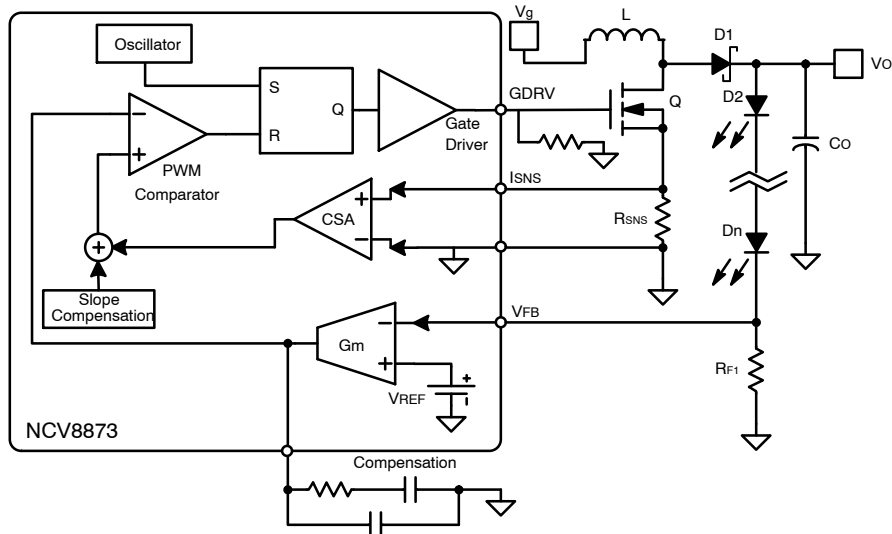 Vg
L
D1
VO
Oscillator
S
Q
R
GDRV
Q
D2
CO
PWM
Comparator
Gate
Driver
ISNS
CSA
RSNS
Dn
Slope
Compensation
VFB
Gm
VREF
RF1
NCV8873
Compensation